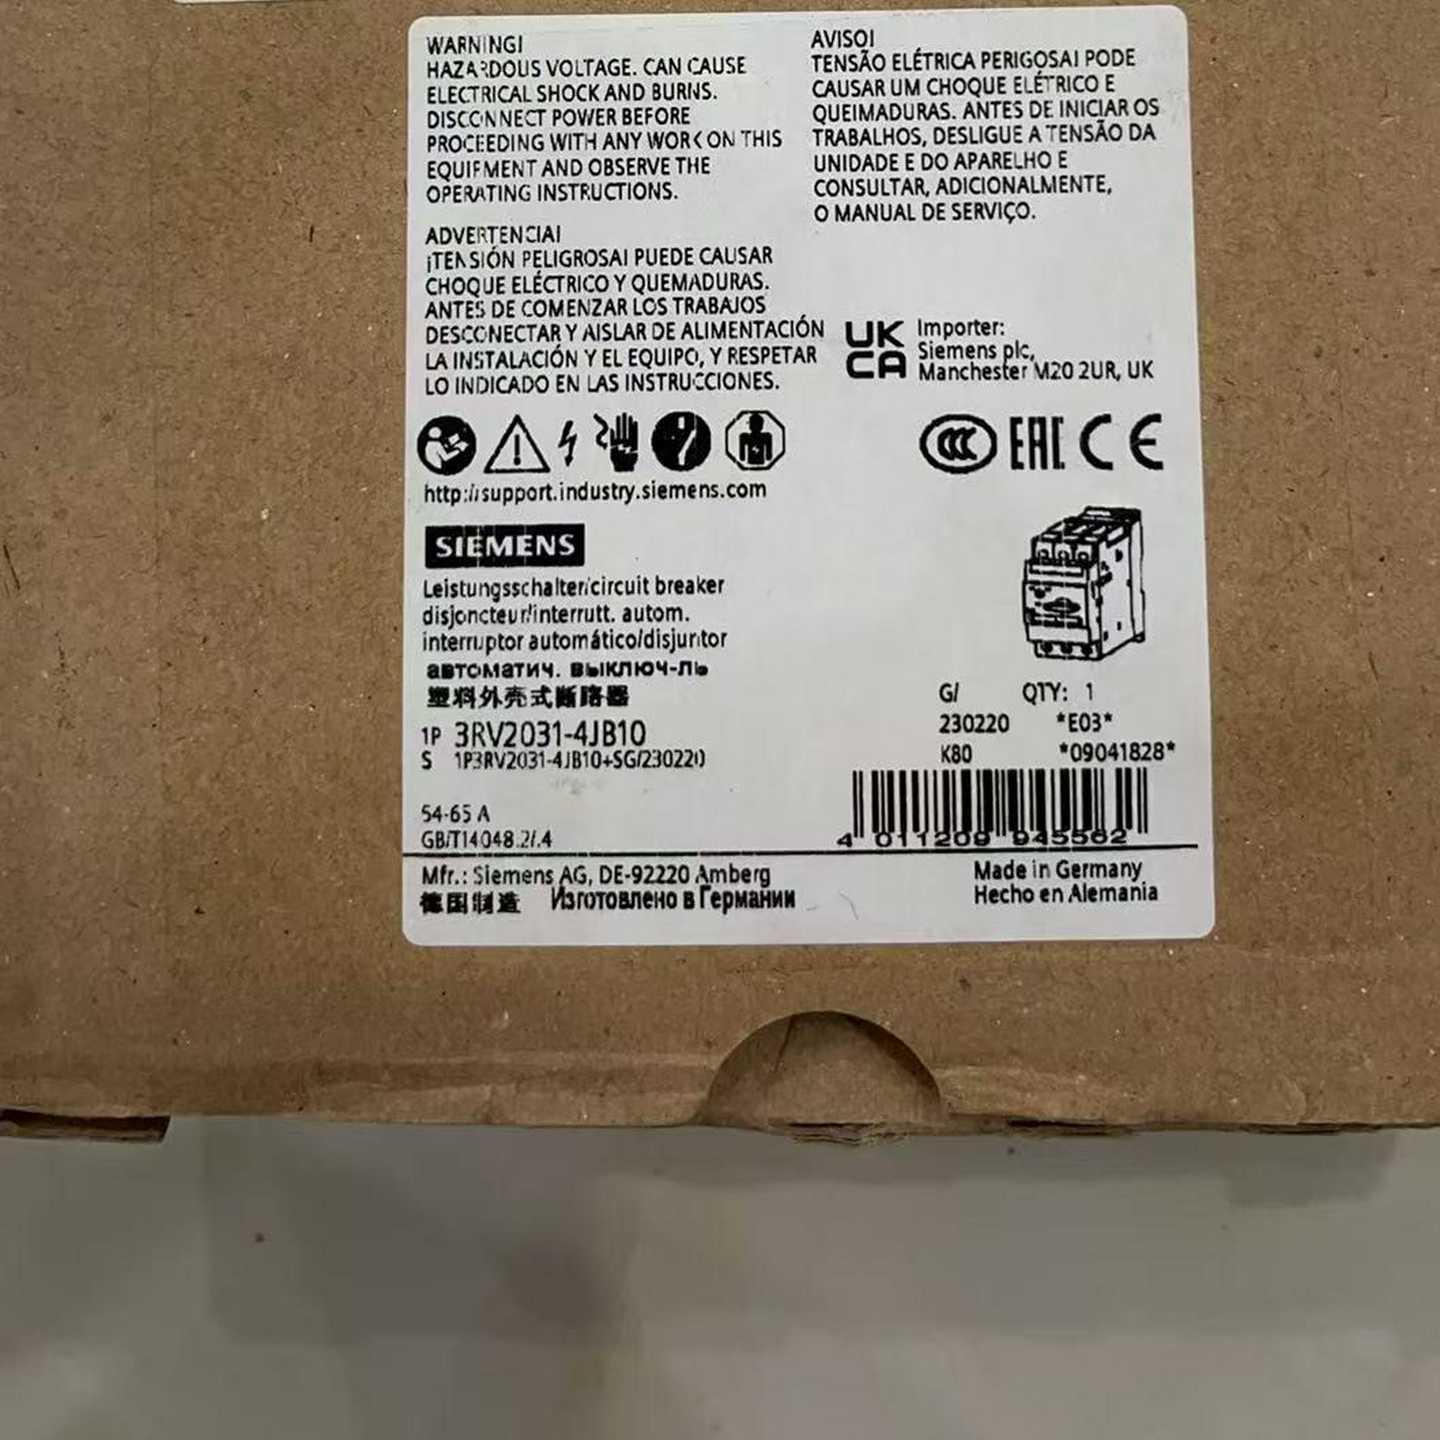 WARNING!
HAZARDOUS VOLTAGE. CAN CAUSE
ELECTRICAL SHOCK AND BURNS.
DISCONNECT POWER BEFORE
PROCEEDING WITH ANY WORK ON THIS
EQUIPMENT AND OBSERVE THE
OPERATING INSTRUCTIONS.
ADVERTENCIA!
¡TENSIÓN PELIGROSA! PUEDE CAUSAR
CHOQUE ELÉCTRICO Y QUEMADURAS.
ANTES DE COMENZAR LOS TRABAJOS
DESCONECTAR Y AISLAR DE ALIMENTACIÓN
LA INSTALACIÓN Y EL EQUIPO, Y RESPETAR
LO INDICADO EN LAS INSTRUCCIONES.
AVISO!
TENSÃO ELÉTRICA PERIGOSA! PODE
CAUSAR UM CHOQUE ELÉTRICO E
QUEIMADURAS. ANTES DE INICIAR OS
TRABALHOS, DESLIGUE A TENSÃO DA
UNIDADE E DO APARELHO E
CONSULTAR, ADICIONALMENTE,
O MANUAL DE SERVIÇO.
UK
CA
Importer:
Siemens plc,
Manchester M20 2UR, UK
CCC EAC CE
http://support.industry.siemens.com
SIEMENS
Leistungsschalter/circuit breaker
disjoncteur/interrutt. autom.
interruptor automático/disjuntor
автоматич. выключ-ль
塑料外壳式断路器
1P 3RV2031-4JB10
S 1P3RV2031-4JB10+SG/230220
G/ QTY: 1
230220 *E03*
K80 *09041828*
54-65 A
GB/T14048.2/.4
4 011209 945562
Mfr.: Siemens AG, DE-92220 Amberg
德国制造 Изготовлено в Германии
Made in Germany
Hecho en Alemania